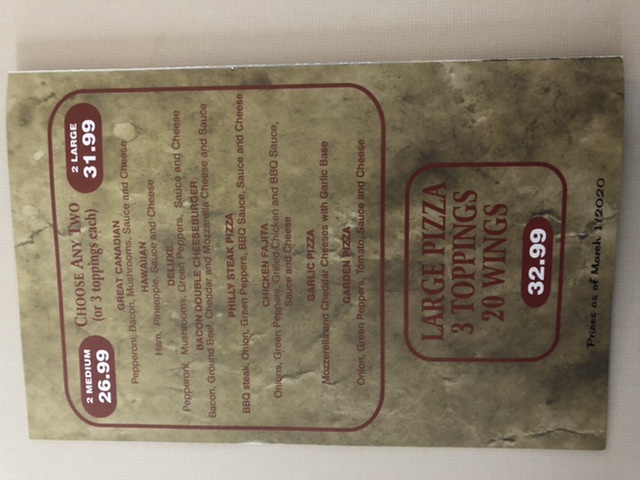 CHOOSE ANY TWO
(or 3 toppings each)
2 MEDIUM
26.99
2 LARGE
31.99
GREAT CANADIAN
Pepperoni, Bacon, Mushrooms, Sauce and Cheese
HAWAIIAN
Ham, Pineapple, Sauce and Cheese
DELUXE
Pepperoni, Mushrooms, Green Peppers, Sauce and Cheese
BACON DOUBLE CHEESEBURGER
Bacon, Ground Beef, Cheddar and Mozzarella Cheese and Sauce
PHILLY STEAK PIZZA
BBQ steak, Onion, Green Peppers, BBQ Sauce, Sauce and Cheese
CHICKEN FAJITA
Onions, Green Peppers, Grilled Chicken and BBQ Sauce,
Sauce and Cheese
GARLIC PIZZA
Mozzerella and Cheddar Cheeses with Garlic Base
GARDEN PIZZA
Onion, Green Peppers, Tomato, Sauce and Cheese
LARGE PIZZA
3 TOPPINGS
20 WINGS
32.99
Prices as of March 1/2020